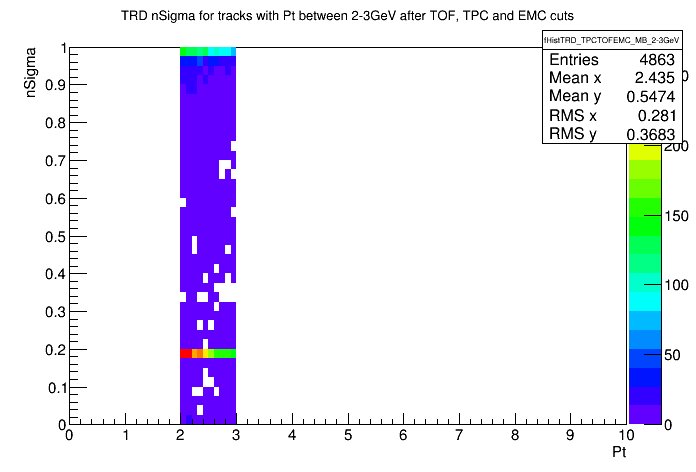 TRD nSigma for tracks with Pt between 2-3GeV after TOF, TPC and EMC cuts
fHistTRD_TPCTOFEMC_MB_2-3GeV
Entries 4863
Mean x 2.435
Mean y 0.5474
RMS x 0.281
RMS y 0.3683
nSigma
1
0.9
0.8
0.7
0.6
0.5
0.4
0.3
0.2
0.1
0
0 1 2 3 4 5 6 7 8 9 10
Pt
200
150
100
50
0